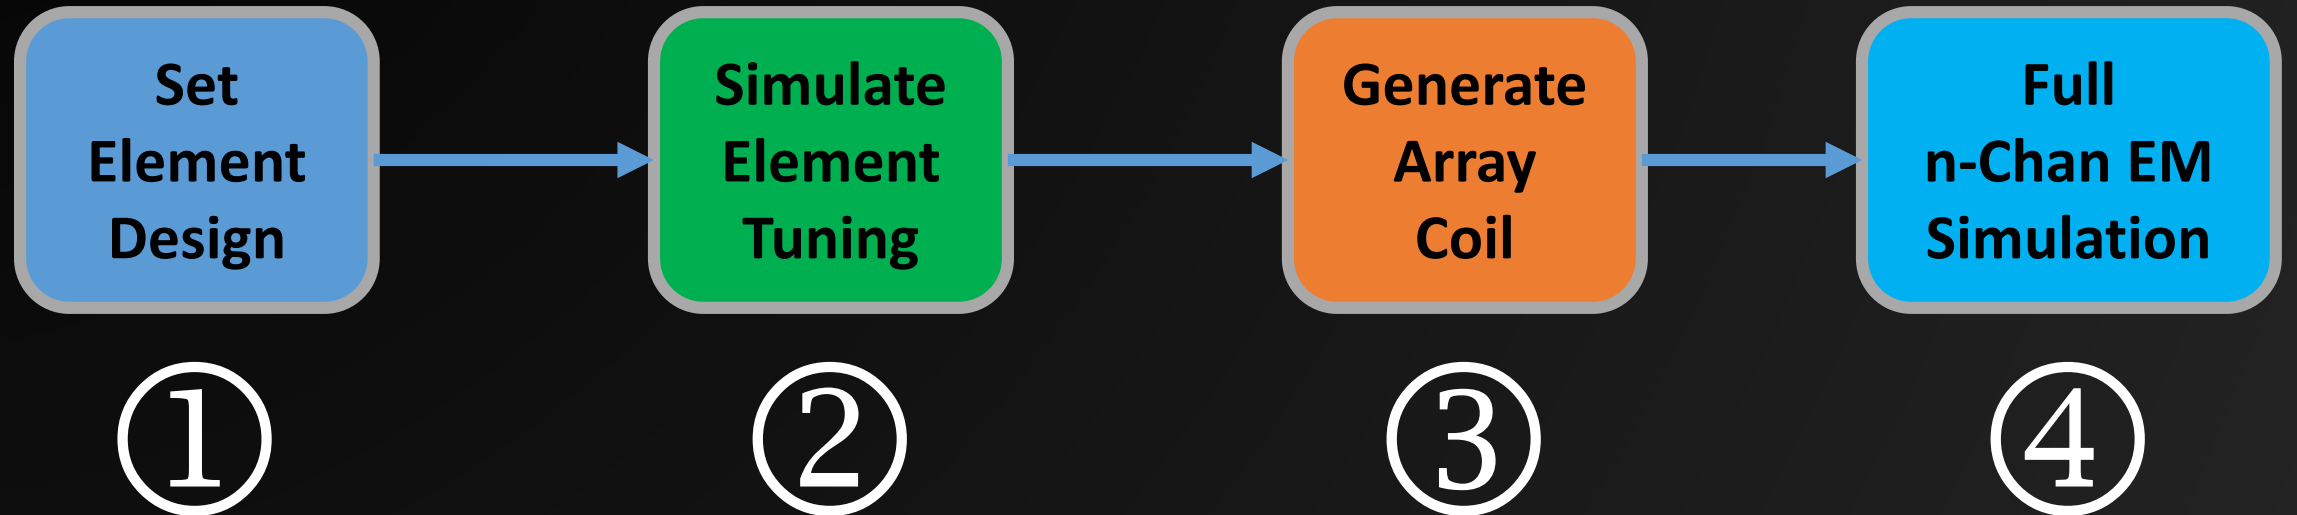 Set
Element
Design
Simulate
Element
Tuning
Generate
Array
Coil
Full
n-Chan EM
Simulation
①
②
③
④